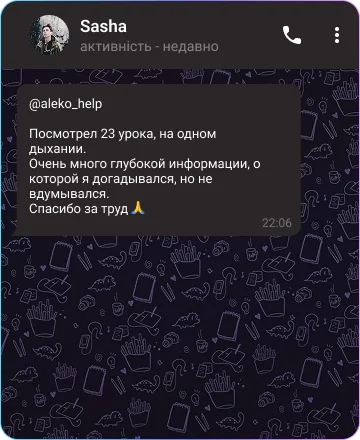 Sasha
активність - недавно
@aleko_help
Посмотрел 23 урока, на одном
дыхании.
Очень много глубокой информации, о
которой я догадывался, но не
вдумывался.
Спасибо за труд 🙏
22:06